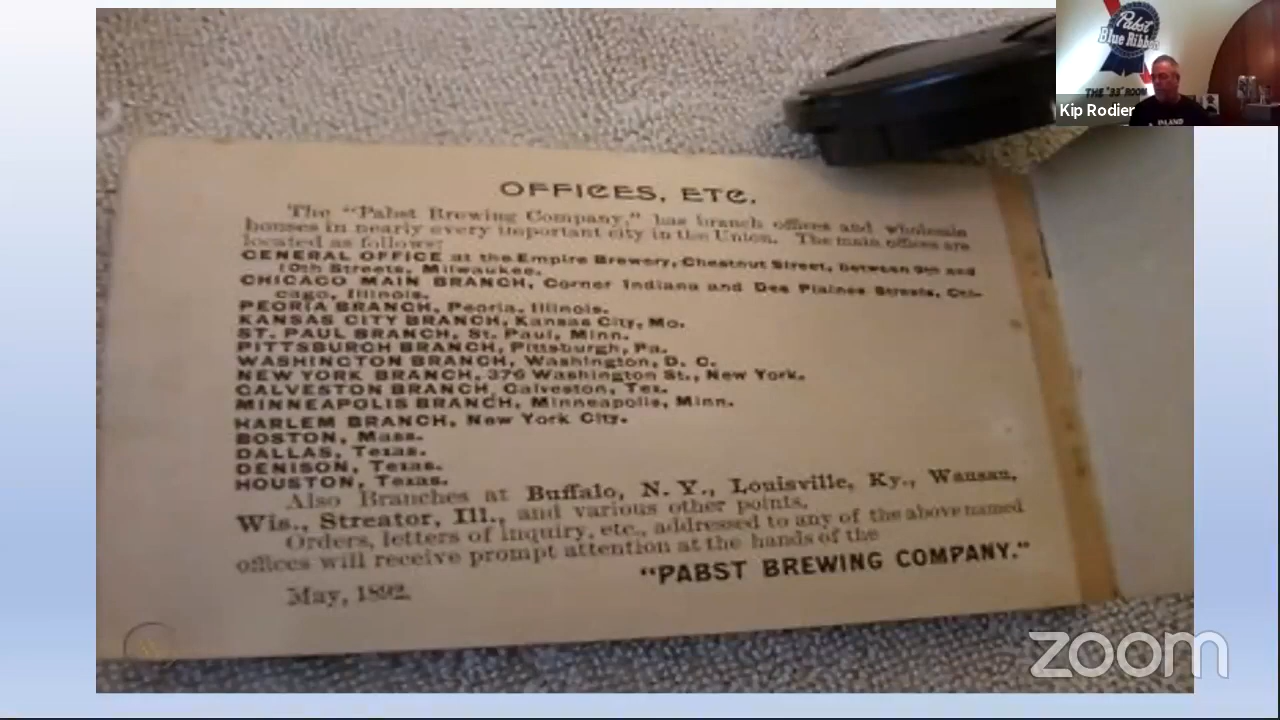 OFFICES, ETC.
The "Pabst Brewing Company," has branch offices and wholesale
houses in nearly every important city in the Union. The main offices are
located as follows:
GENERAL OFFICE at the Empire Brewery, Chestnut Street, between 9th and
10th Streets, Milwaukee.
CHICAGO MAIN BRANCH, Corner Indiana and Des Plaines Streets, Chi-
cago, Illinois.
PEORIA BRANCH, Peoria, Illinois.
KANSAS CITY BRANCH, Kansas City, Mo.
ST. PAUL BRANCH, St. Paul, Minn.
PITTSBURGH BRANCH, Pittsburgh, Pa.
WASHINGTON BRANCH, Washington, D. C.
NEW YORK BRANCH, 376 Washington St., New York.
GALVESTON BRANCH, Galveston, Tex.
MINNEAPOLIS BRANCH, Minneapolis, Minn.
HARLEM BRANCH, New York City.
BOSTON, Mass.
DALLAS, Texas.
DENISON, Texas.
HOUSTON, Texas.
Also Branches at Buffalo, N. Y., Louisville, Ky., Wausau,
Wis., Streator, Ill., and various other points.
Orders, letters of inquiry, etc., addressed to any of the above named
offices will receive prompt attention at the hands of the
"PABST BREWING COMPANY."
May, 1892.
Pabst
Blue Ribbon
THE "33" ROOM
Kip Rodier
zoom